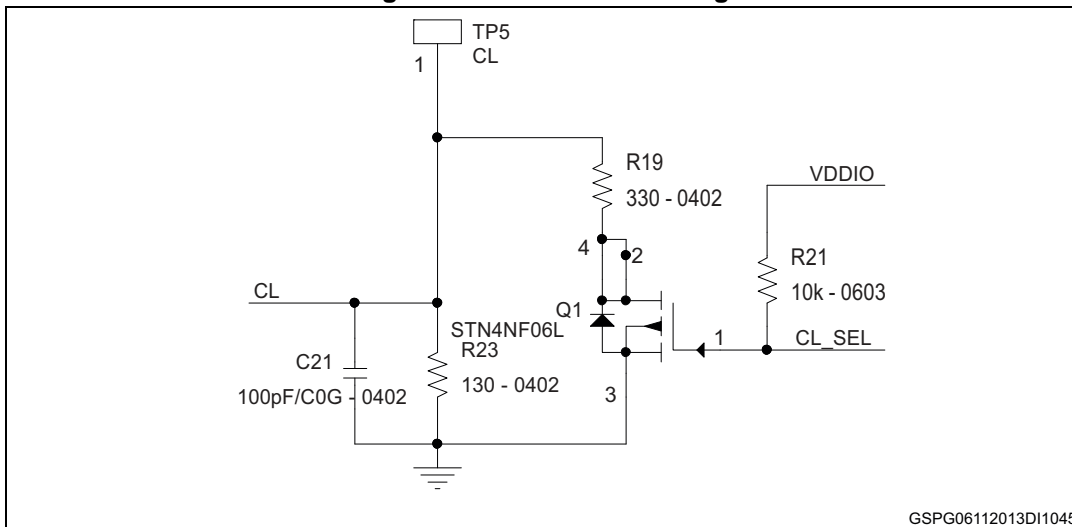 TP5
CL
1
R19
330 - 0402
VDDIO
4
2
R21
10k - 0603
CL
Q1
STN4NF06L
1
CL_SEL
R23
C21
130 - 0402
100pF/C0G - 0402
3
GSPG06112013DI1045